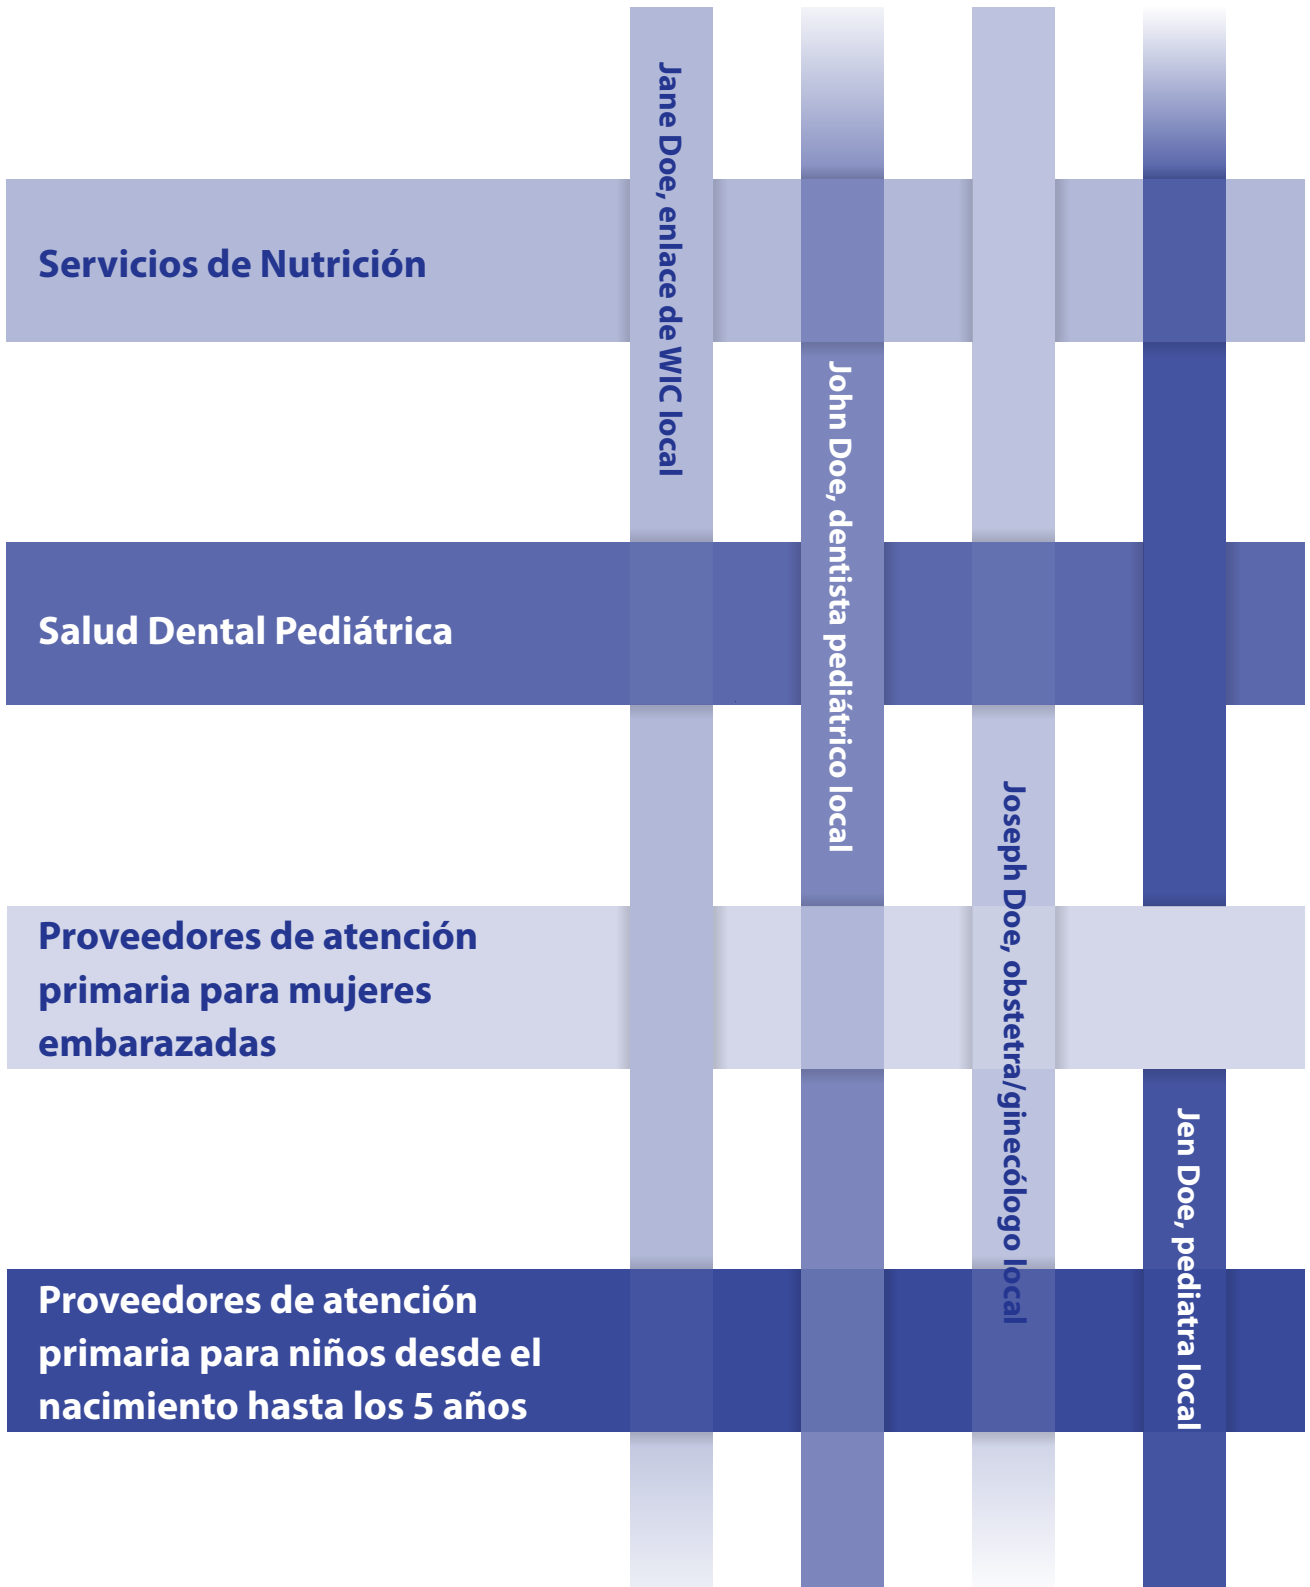 Jane Doe, enlace de WIC local
Servicios de Nutrición
John Doe, dentista pediátrico local
Salud Dental Pediátrica
Joseph Doe, obstetra/ginecólogo local
Proveedores de atención
primaria para mujeres
embarazadas
Jen Doe, pediatra local
Proveedores de atención
primaria para niños desde el
nacimiento hasta los 5 años